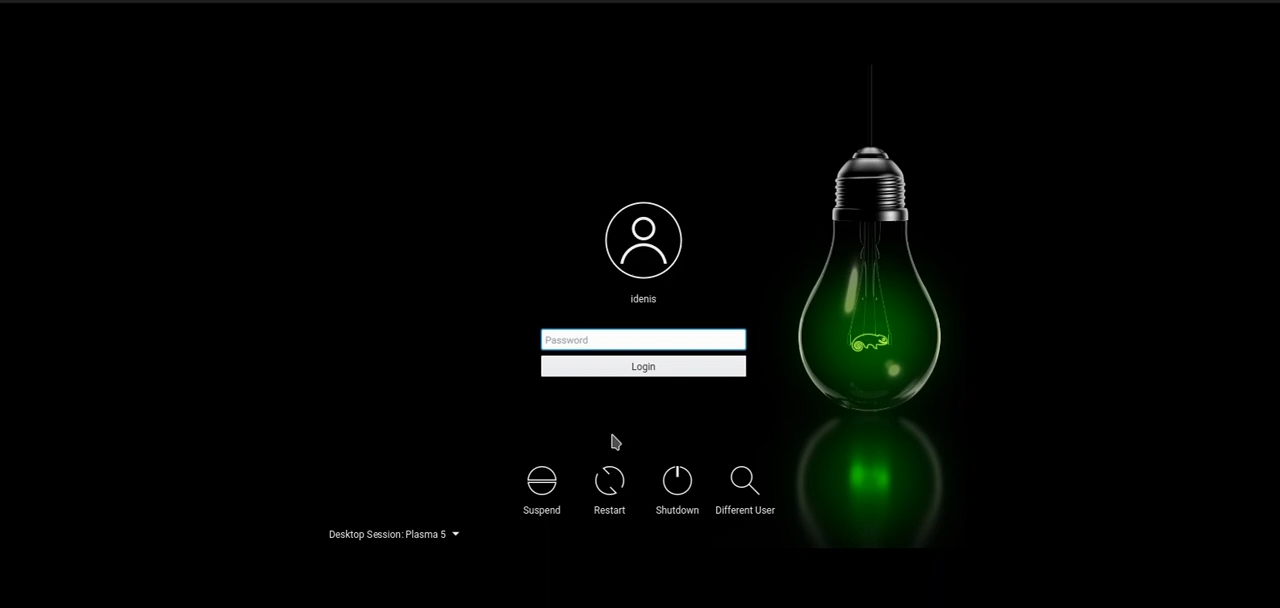 idenis
Password
Login
Suspend Restart Shutdown Different User
Desktop Session: Plasma 5